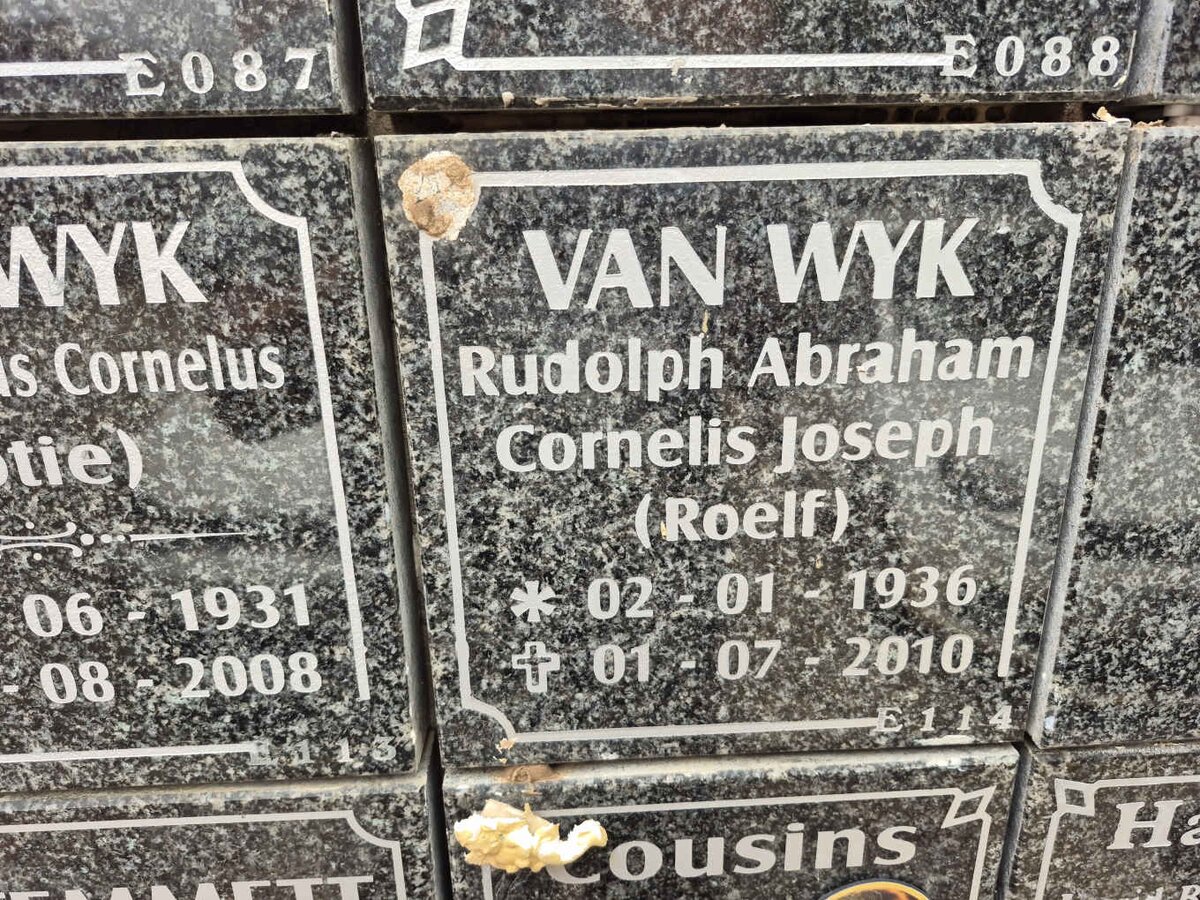 E087
E088
WYK
Cornelus
06 - 1931
- 08 - 2008
E113
VAN WYK
Rudolph Abraham
Cornelis Joseph
(Roelf)
* 02 - 01 - 1936
✝ 01 - 07 - 2010
E114
Cousins